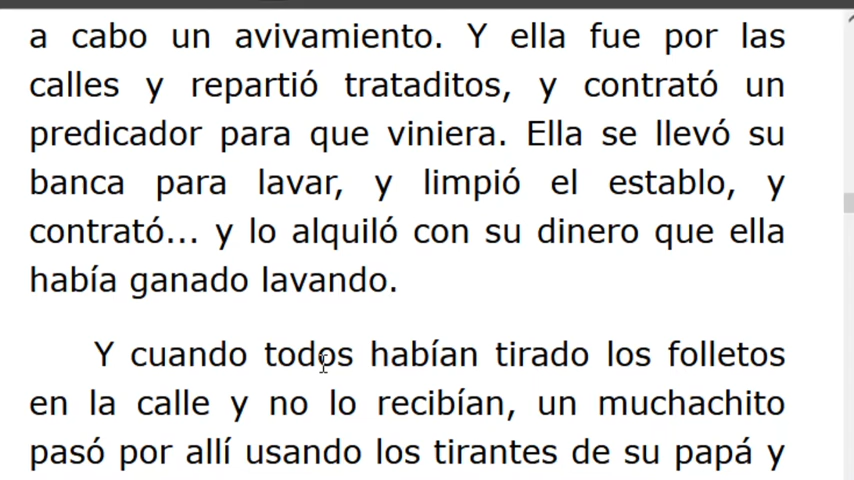 a cabo un avivamiento. Y ella fue por las
calles y repartió trataditos, y contrató un
predicador para que viniera. Ella se llevó su
banca para lavar, y limpió el establo, y
contrató... y lo alquiló con su dinero que ella
había ganado lavando.
Y cuando todos habían tirado los folletos
en la calle y no lo recibían, un muchachito
pasó por allí usando los tirantes de su papá y